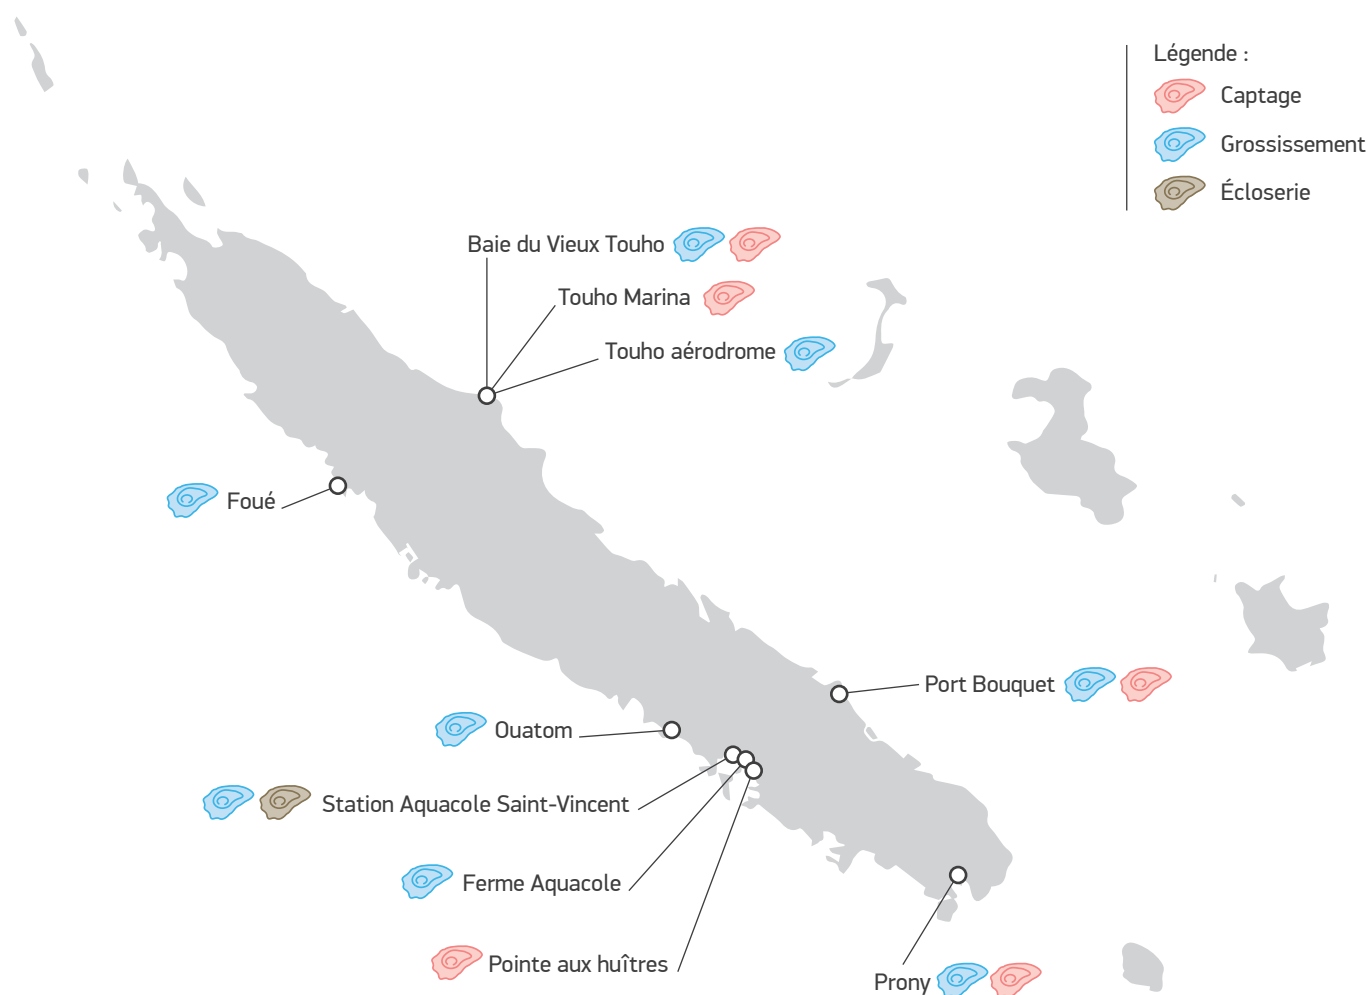 Légende :
Captage
Grossissement
Écloserie
Baie du Vieux Touho
Touho Marina
Touho aérodrome
Foué
Port Bouquet
Ouatom
Station Aquacole Saint-Vincent
Ferme Aquacole
Pointe aux huîtres
Prony